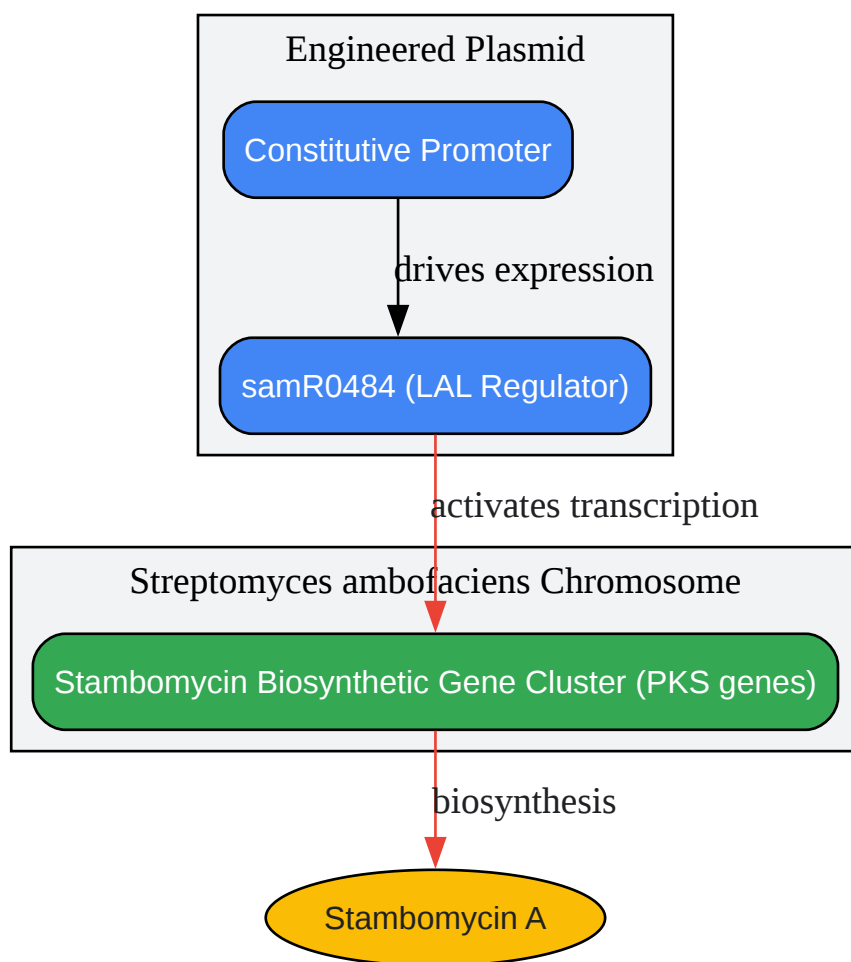 Engineered Plasmid
Constitutive Promoter
drives expression
samR0484 (LAL Regulator)
activates transcription
Streptomyces ambofaciens Chromosome
Stambomycin Biosynthetic Gene Cluster (PKS genes)
biosynthesis
Stambomycin A